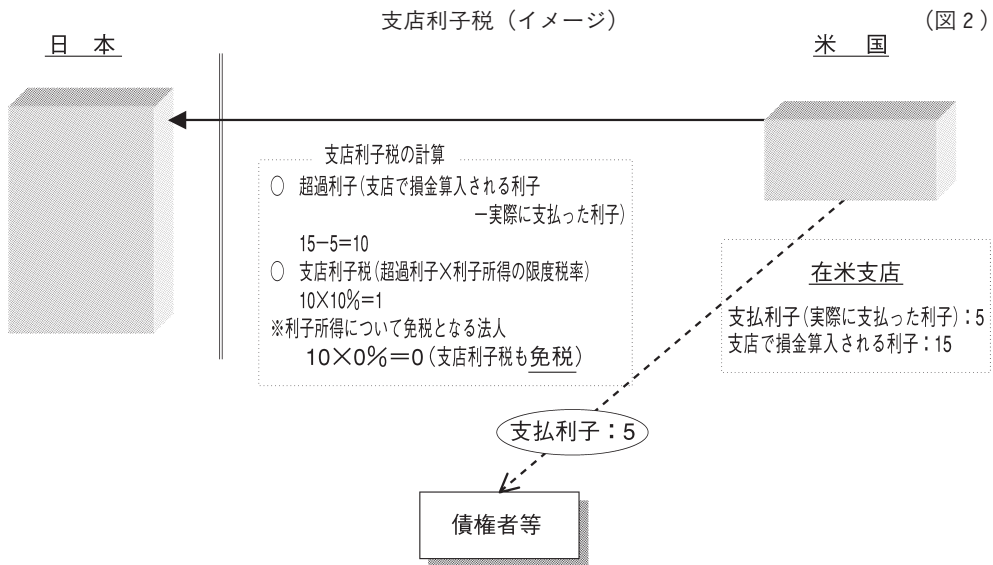 支店利子税（イメージ）
（図２）
日　本
米　国
支店利子税の計算
○ 超過利子（支店で損金算入される利子
－実際に支払った利子）
15－5＝10
○ 支店利子税（超過利子×利子所得の限度税率）
10×10％＝1
※利子所得について免税となる法人
10×0％＝0（支店利子税も免税）
在米支店
支払利子（実際に支払った利子）：5
支店で損金算入される利子：15
支払利子：5
債権者等